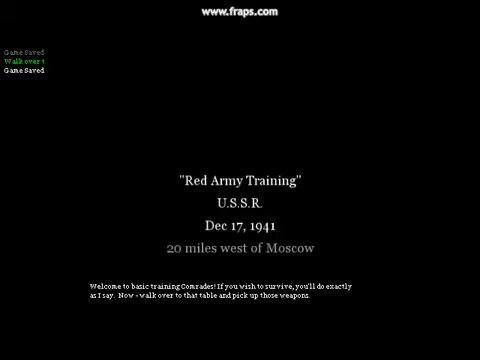 www.fraps.com
Game Saved
Walk over t
Game Saved
"Red Army Training"
U.S.S.R.
Dec 17, 1941
20 miles west of Moscow
Welcome to basic training Comrades! If you wish to survive, you'll do exactly
as I say. Now - walk over to that table and pick up those weapons.